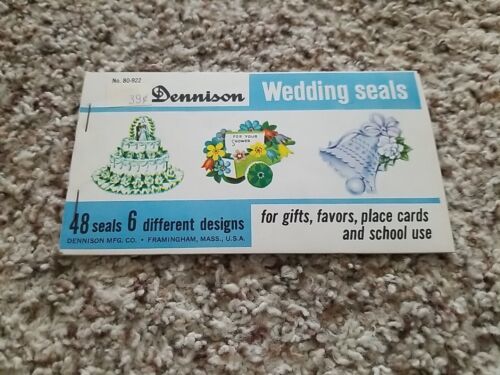 No. 80-922
39¢
Dennison
Wedding seals
FOR YOUR
SHOWER
48 seals 6 different designs
DENNISON MFG. CO. • FRAMINGHAM, MASS., U.S.A.
for gifts, favors, place cards
and school use